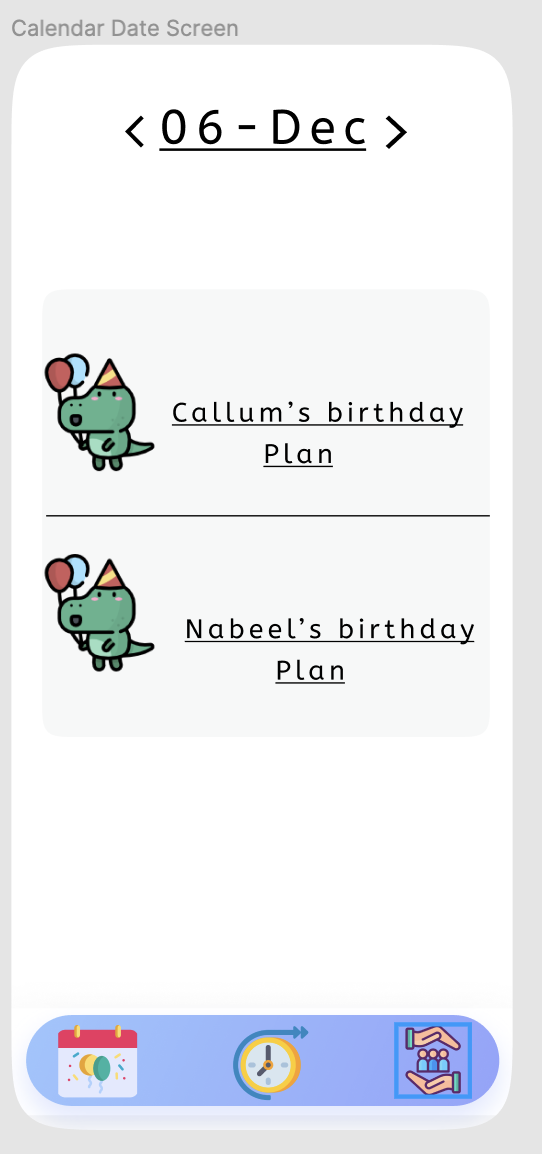 Calendar Date Screen
< 06-Dec >
Callum’s birthday
Plan
Nabeel’s birthday
Plan